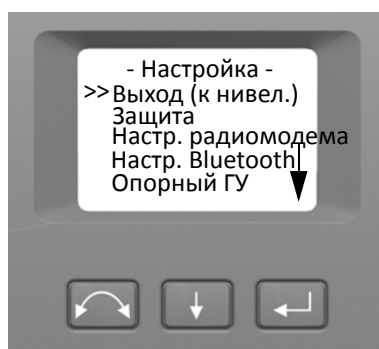 - Настройка -
>>Выход (к нивел.)
Защита
Настр. радиомодема
Настр. Bluetooth
Опорный ГУ